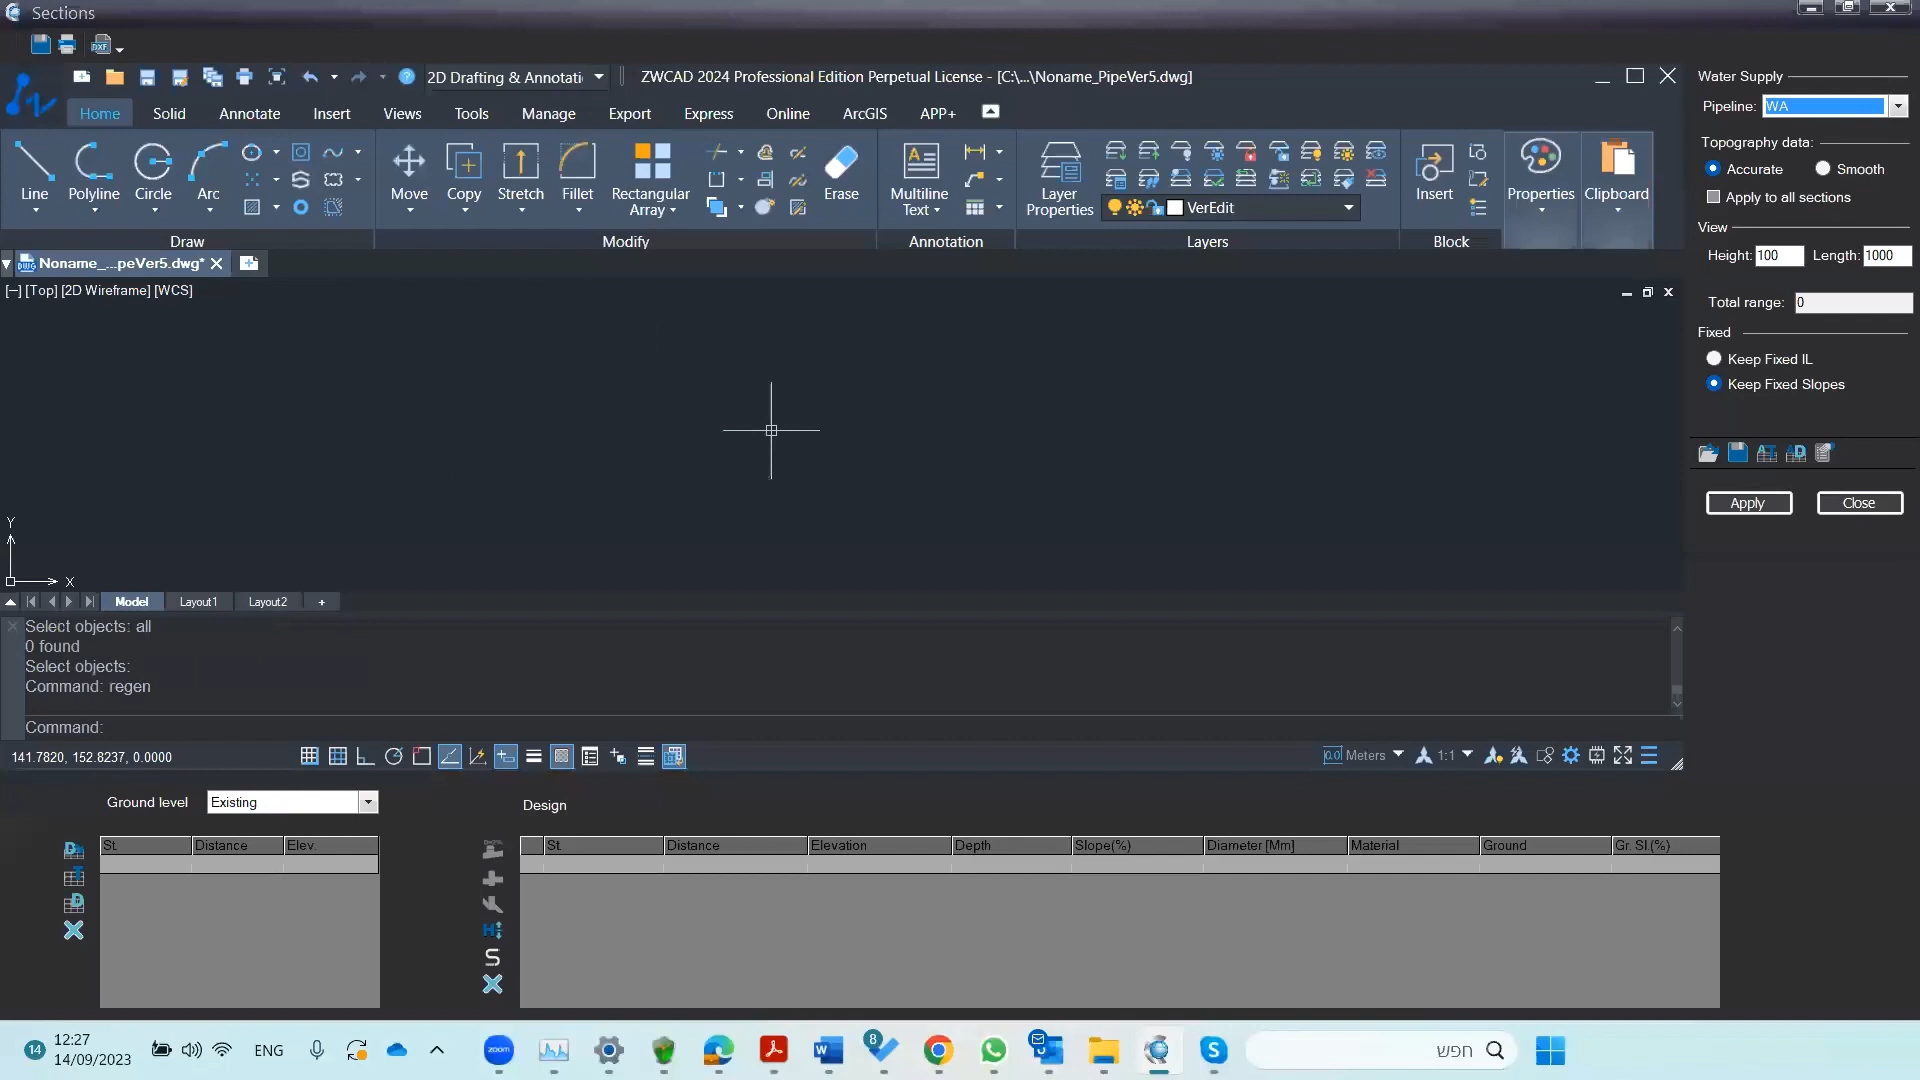 Sections
2D Drafting & Annotati
ZWCAD 2024 Professional Edition Perpetual License - [C:\...\Noname_PipeVer5.dwg]
Home Solid Annotate Insert Views Tools Manage Export Express Online ArcGIS APP+
Line Polyline Circle Arc Move Copy Stretch Fillet Rectangular Array Erase Multiline Text Layer Properties Insert Properties Clipboard
VerEdit
Draw Modify Annotation Layers Block
Noname_...peVer5.dwg*
[−] [Top] [2D Wireframe] [WCS]
Y
X
Model Layout1 Layout2 +
Select objects: all
0 found
Select objects:
Command: regen
Command:
141.7820, 152.8237, 0.0000
Meters 1:1
Water Supply
Pipeline: WA
Topography data:
Accurate Smooth
Apply to all sections
View
Height: 100 Length: 1000
Total range: 0
Fixed
Keep Fixed IL
Keep Fixed Slopes
Apply Close
Ground level Existing
Design
St. Distance Elev.
St. Distance Elevation Depth Slope(%) Diameter [Mm] Material Ground Gr. Sl.(%)
14
12:27
14/09/2023
ENG
zoom
8
חפש